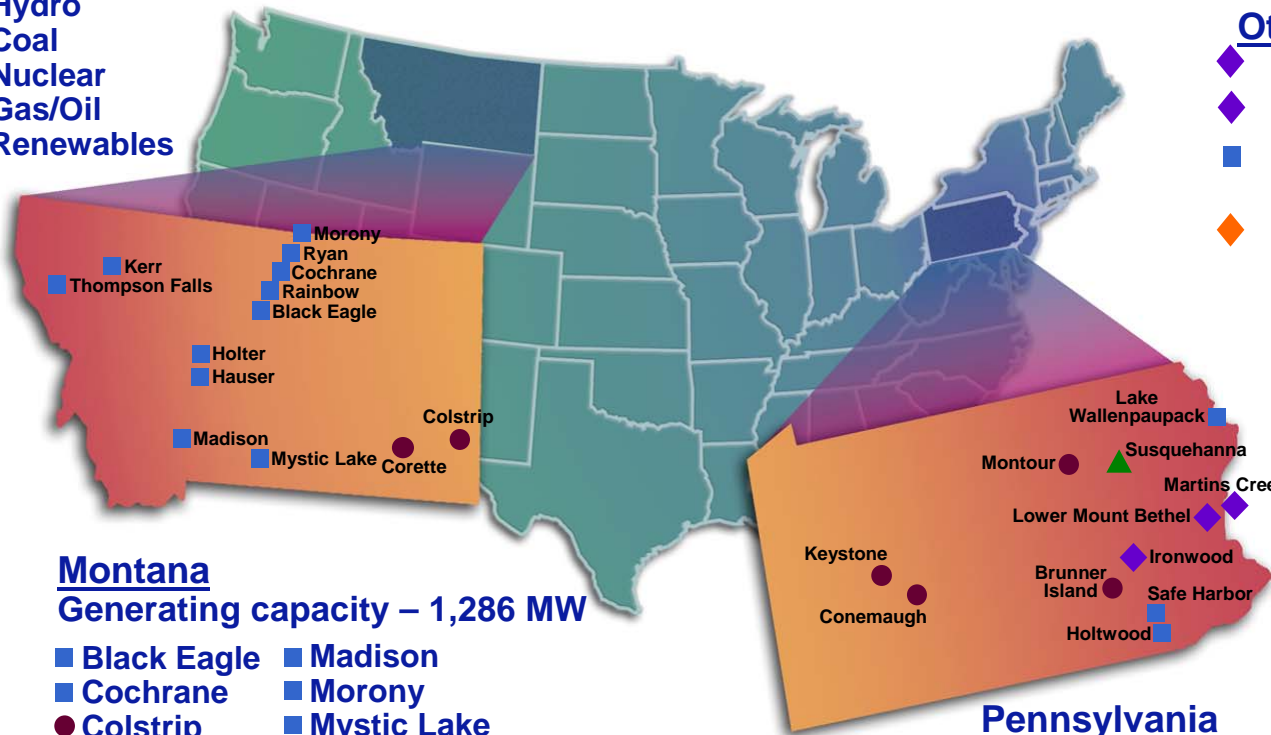 Hydro
Coal
Nuclear
Gas/Oil
Renewables
Morony
Ryan
Cochrane
Rainbow
Black Eagle
Kerr
Thompson Falls
Holter
Hauser
Madison
Mystic Lake
Colstrip
Corette
Lake
Wallenpaupack
Susquehanna
Montour
Lower Mount Bethel
Ironwood
Keystone
Conemaugh
Brunner
Island
Safe Harbor
Holtwood
Martins Cree
Montana
Generating capacity – 1,286 MW
Black Eagle
Madison
Cochrane
Morony
Colstrip
Mystic Lake
Pennsylvania